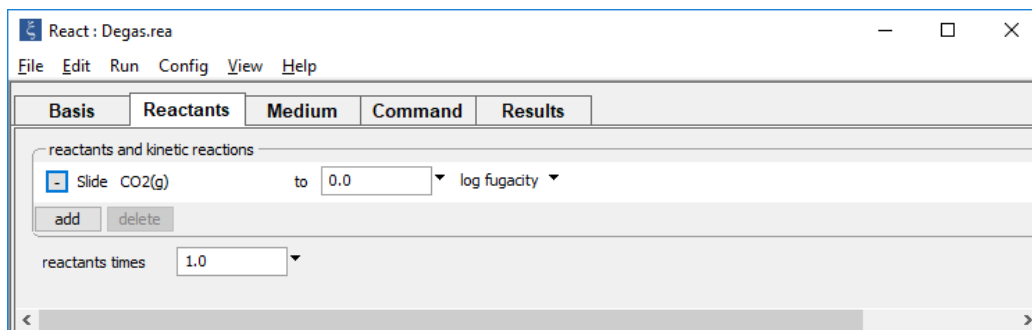 React : Degas.rea
File Edit Run Config View Help
Basis Reactants Medium Command Results
reactants and kinetic reactions
- Slide CO2(g) to 0.0 log fugacity
add delete
reactants times 1.0